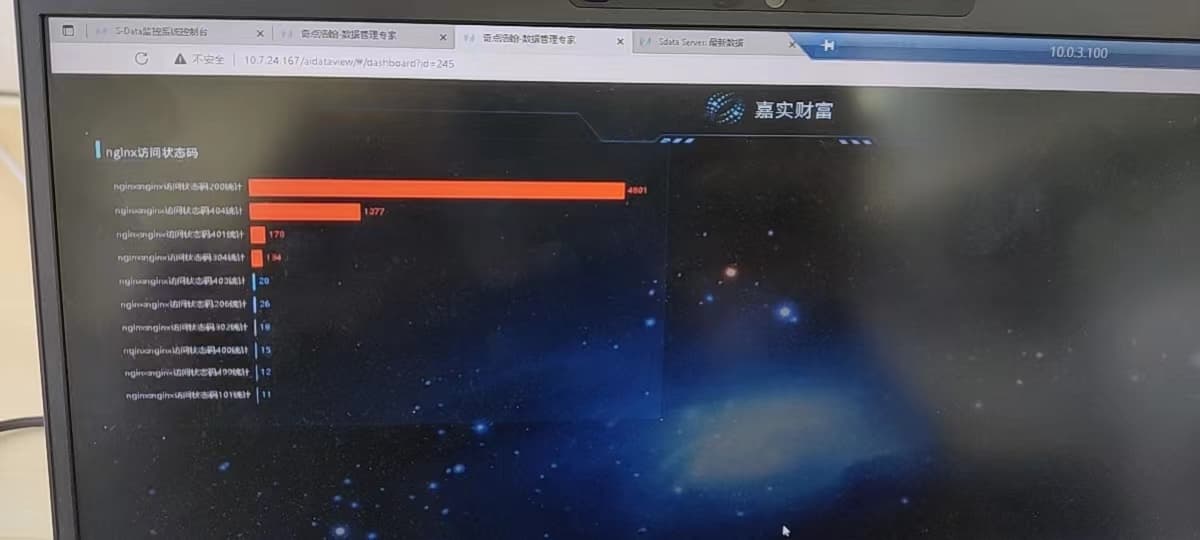 S-Data监控系统控制台
奇点浩翰-数据管理专家
奇点浩翰-数据管理专家
Sdata Server: 最新数据
10.0.3.100
不安全
10.7.24.167/aidataview/#/dashboard?id=245
嘉实财富
nginx访问状态码
nginxnginx访问状态码200统计 4601
nginxnginx访问状态码404统计 1377
nginxnginx访问状态码401统计 178
nginxnginx访问状态码304统计 134
nginxnginx访问状态码403统计 28
nginxnginx访问状态码206统计 26
nginxnginx访问状态码302统计 18
nginxnginx访问状态码400统计 15
nginxnginx访问状态码499统计 12
nginxnginx访问状态码101统计 11